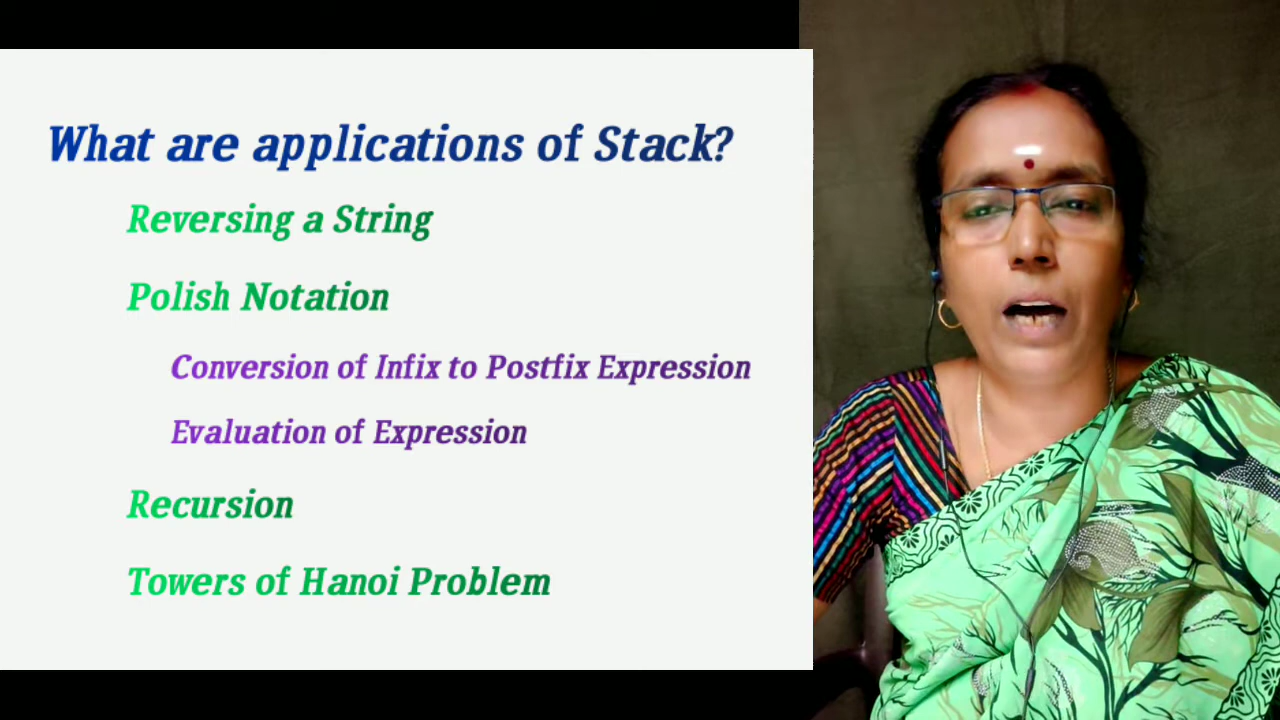 What are applications of Stack?
Reversing a String
Polish Notation
Conversion of Infix to Postfix Expression
Evaluation of Expression
Recursion
Towers of Hanoi Problem